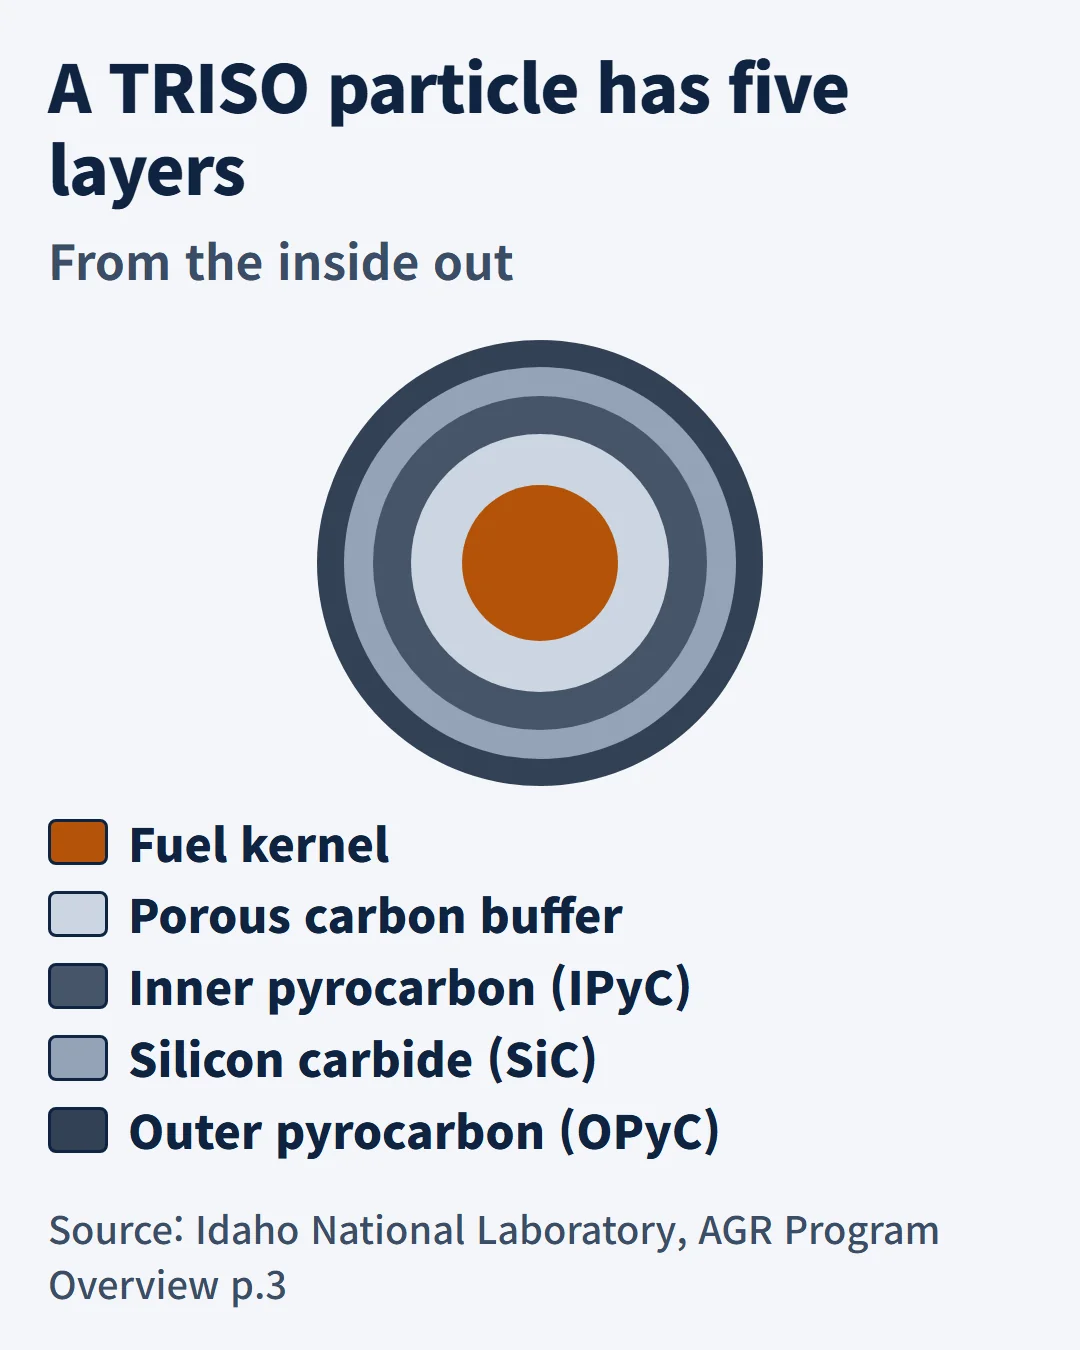 A TRISO particle has five
layers
From the inside out
Fuel kernel
Porous carbon buffer
Inner pyrocarbon (IPyC)
Silicon carbide (SiC)
Outer pyrocarbon (OPyC)
Source: Idaho National Laboratory, AGR Program
Overview p.3